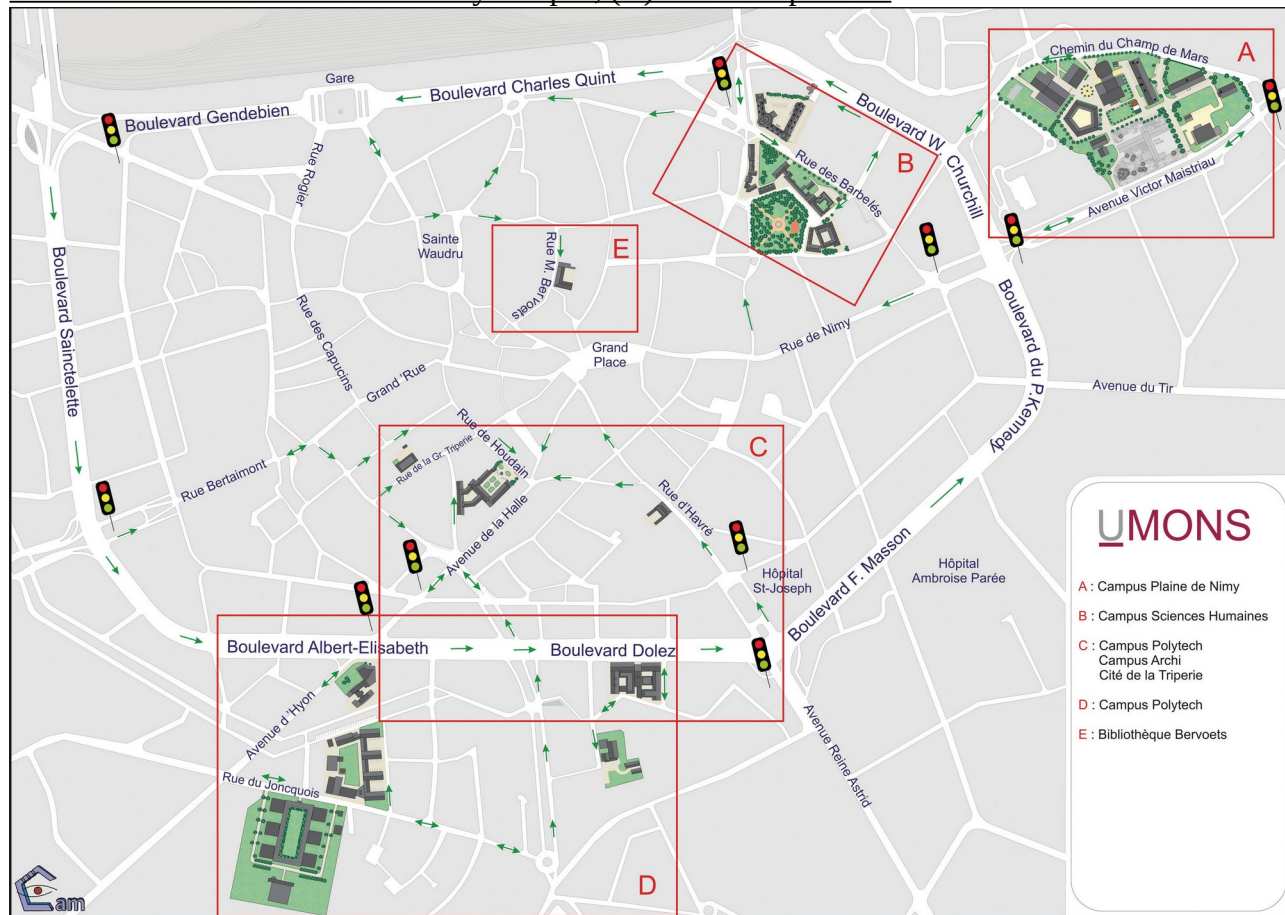 A
Chemin du Champ de Mars
Gare
Boulevard Charles Quint
Boulevard Gendebien
Boulevard W. Churchill
Rue Rogier
B
Rue des Barbelés
Avenue Victor Maistriau
Sainte
Waudru
E
Rue M. Bervoets
Boulevard Sainctelette
Rue des Capucins
Rue de Nimy
Grand
Place
Boulevard du P.Kennedy
Grand 'Rue
Avenue du Tir
C
Rue de Houdain
Rue de la Gr. Triperie
Rue Bertaimont
Rue d'Havré
Avenue de la Halle
Hôpital
St-Joseph
Boulevard F. Masson
Hôpital
Ambroise Parée
Boulevard Albert-Elisabeth
Boulevard Dolez
Avenue d 'Hyon
Avenue Reine Astrid
Rue du Joncquois
D
UMONS
A : Campus Plaine de Nimy
B : Campus Sciences Humaines
C : Campus Polytech
Campus Archi
Cité de la Triperie
D : Campus Polytech
E : Bibliothèque Bervoets
am